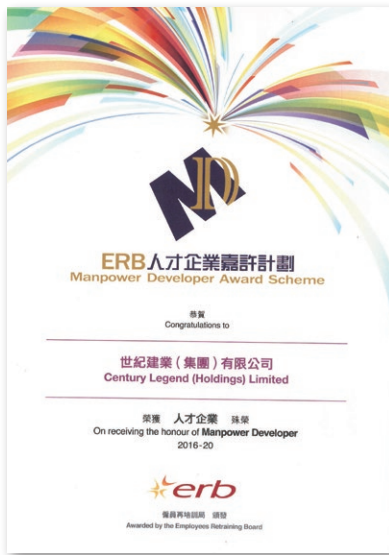 MD
ERB人才企業嘉許計劃
Manpower Developer Award Scheme
恭賀
Congratulations to
世紀建業(集團)有限公司
Century Legend (Holdings) Limited
榮獲 人才企業 殊榮
On receiving the honour of Manpower Developer
2016-20
erb
僱員再培訓局 頒發
Awarded by the Employees Retraining Board